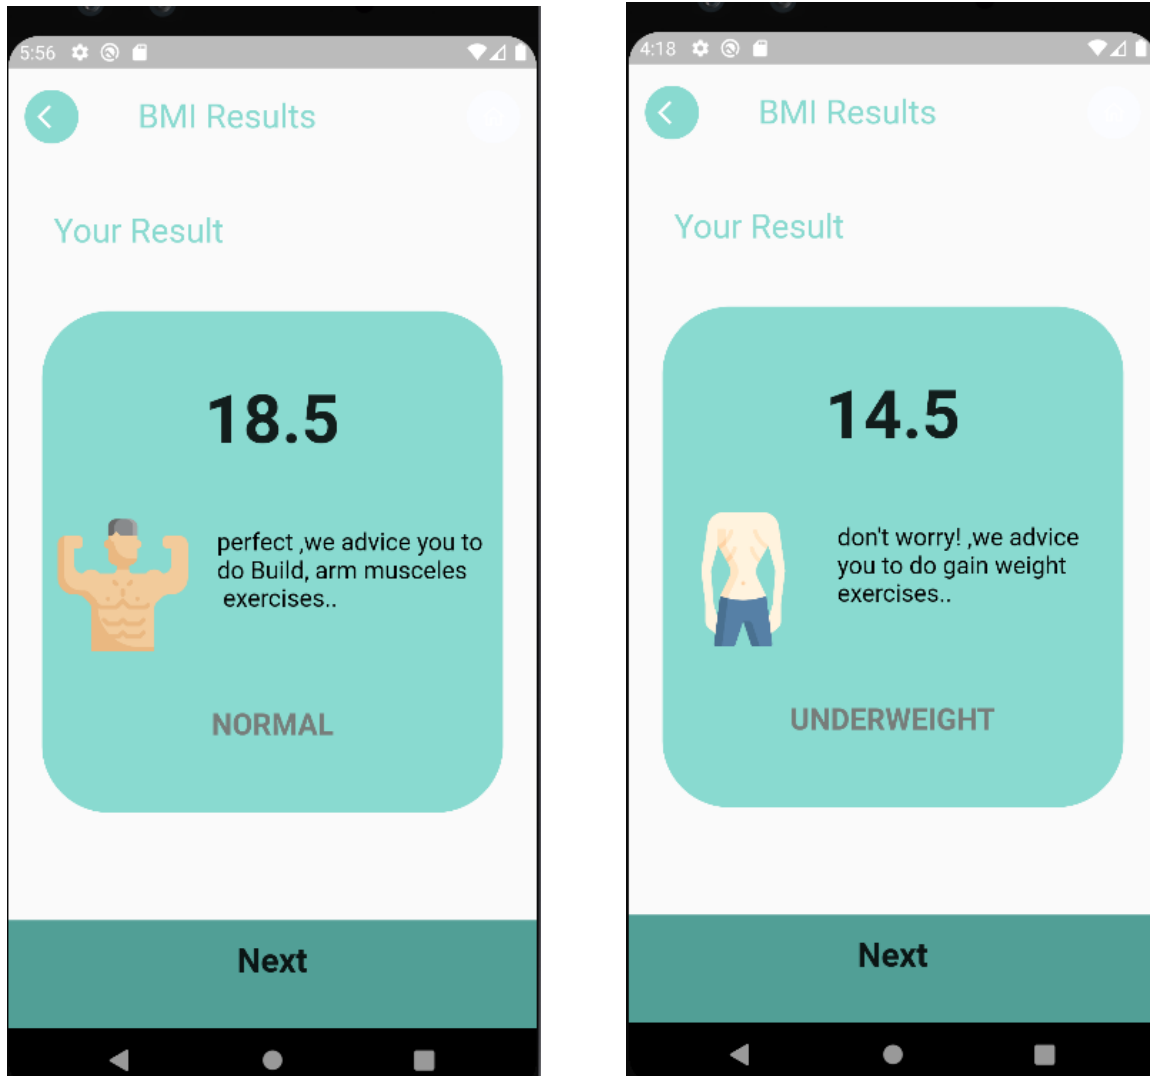 5:56
BMI Results
Your Result
18.5
perfect ,we advice you to
do Build, arm musceles
exercises..
NORMAL
Next
4:18
BMI Results
Your Result
14.5
don't worry! ,we advice
you to do gain weight
exercises..
UNDERWEIGHT
Next